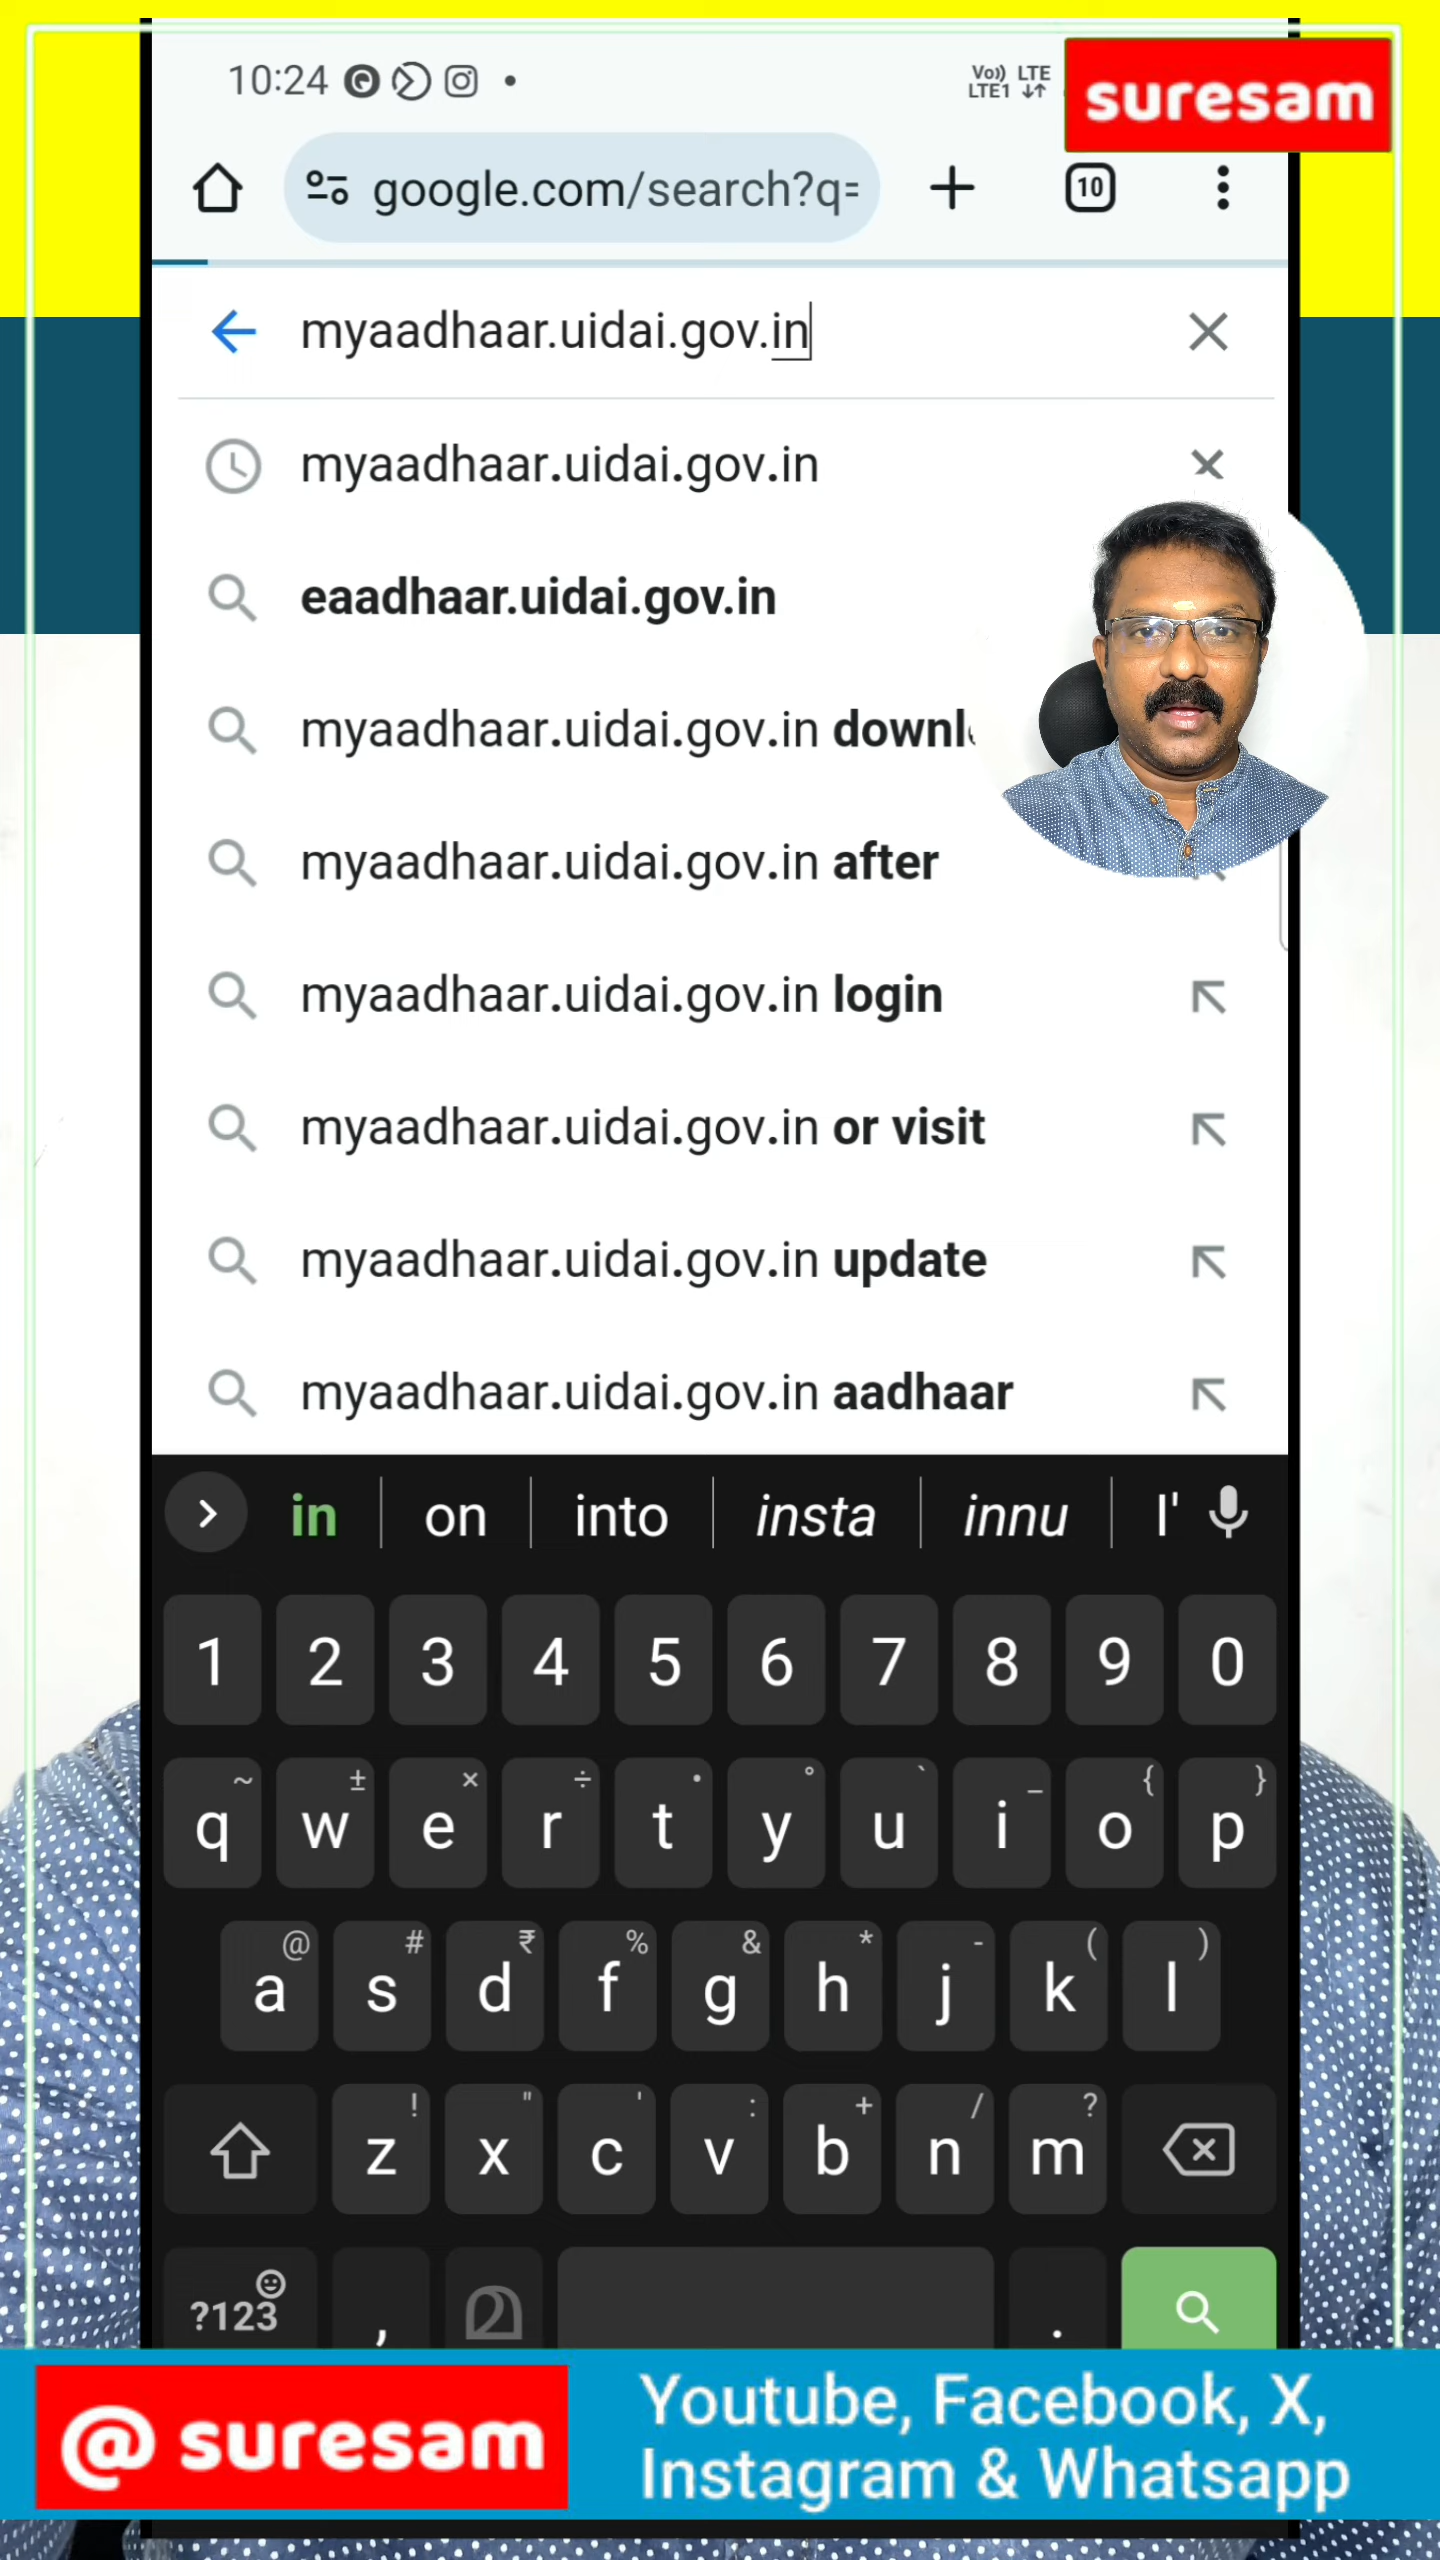 10:24
Vo)) LTE
LTE1
suresam
google.com/search?q=
10
myaadhaar.uidai.gov.in
myaadhaar.uidai.gov.in
eaadhaar.uidai.gov.in
myaadhaar.uidai.gov.in
myaadhaar.uidai.gov.in after
myaadhaar.uidai.gov.in login
myaadhaar.uidai.gov.in or visit
myaadhaar.uidai.gov.in update
myaadhaar.uidai.gov.in aadhaar
in on into insta innu I'
1 2 3 4 5 6 7 8 9 0
~ ± × ÷ • ° ` _ { }
q w e r t y u i o p
@ # ₹ % & * - ( )
a s d f g h j k l
! " ' : + / ?
z x c v b n m
?123 , മ .
@ suresam
Youtube, Facebook, X,
Instagram & Whatsapp